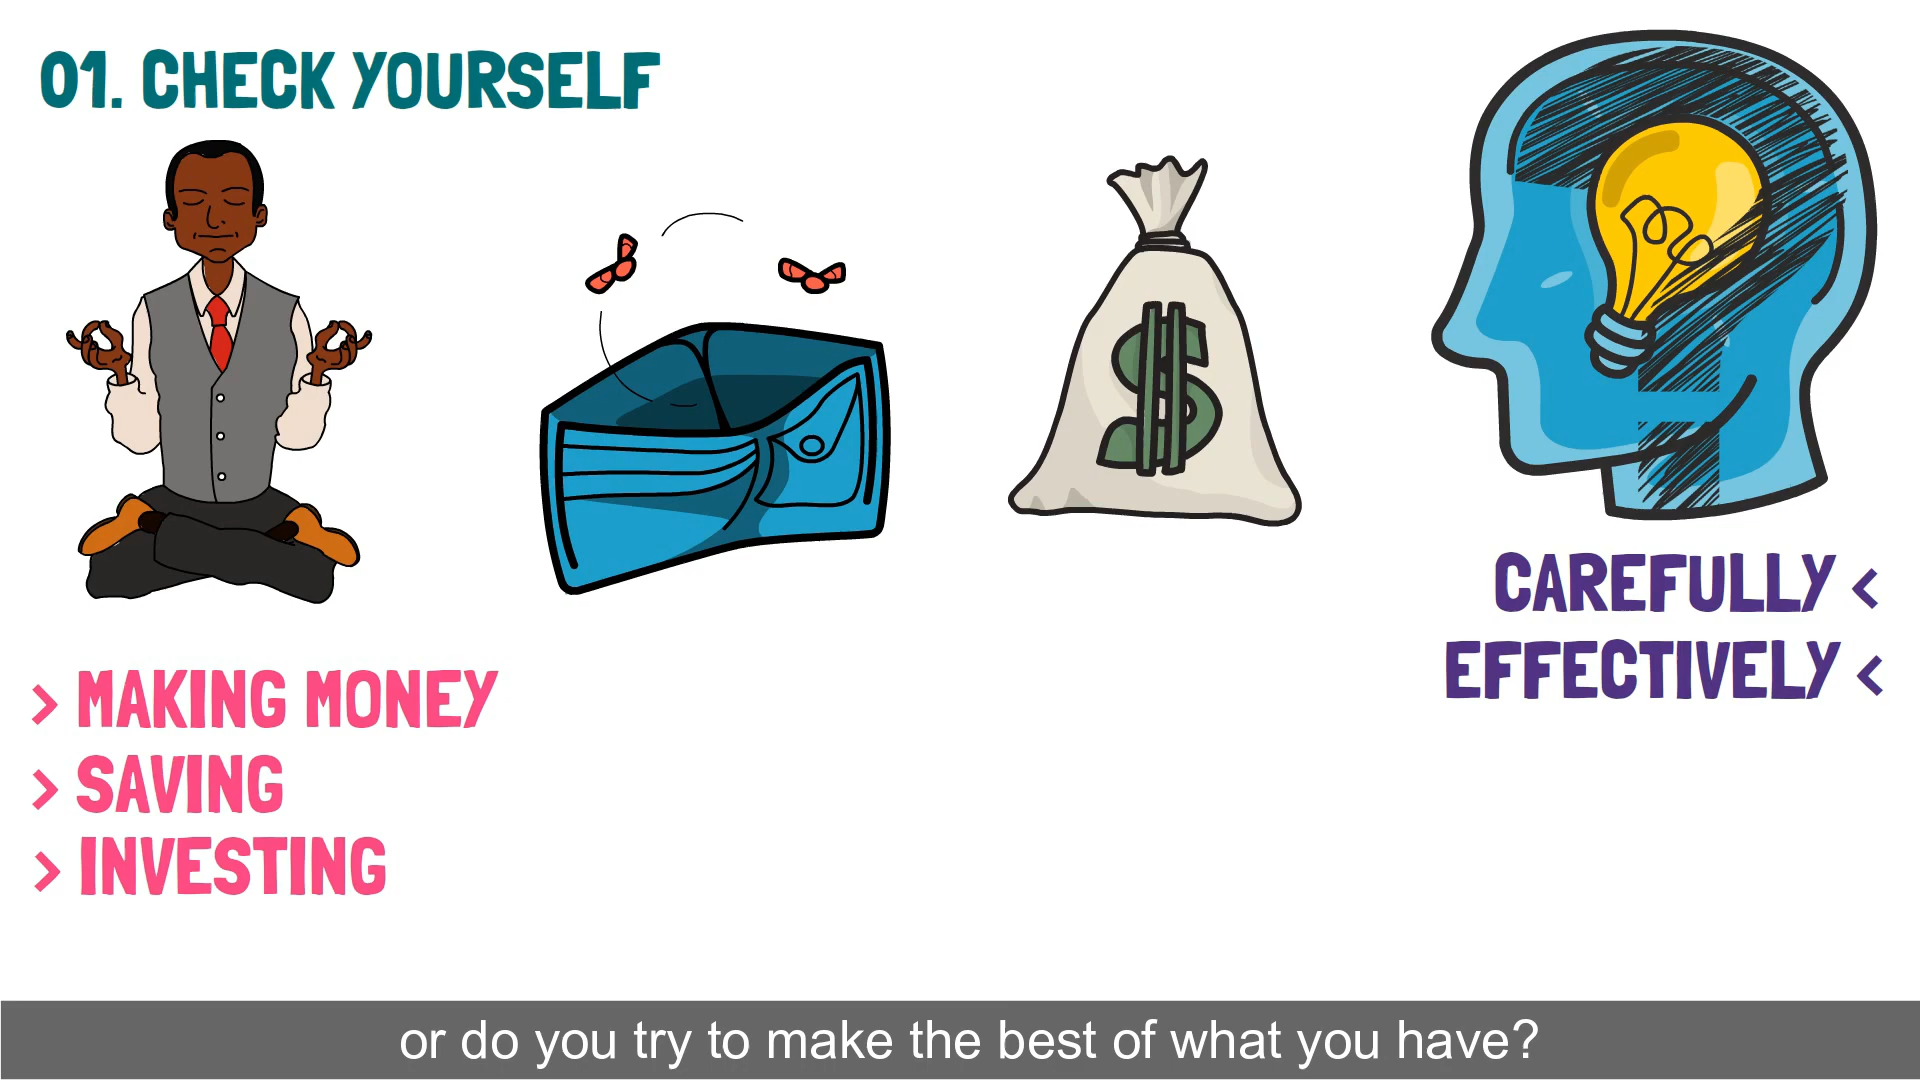 01. CHECK YOURSELF
$
CAREFULLY <
EFFECTIVELY <
> MAKING MONEY
> SAVING
> INVESTING
or do you try to make the best of what you have?